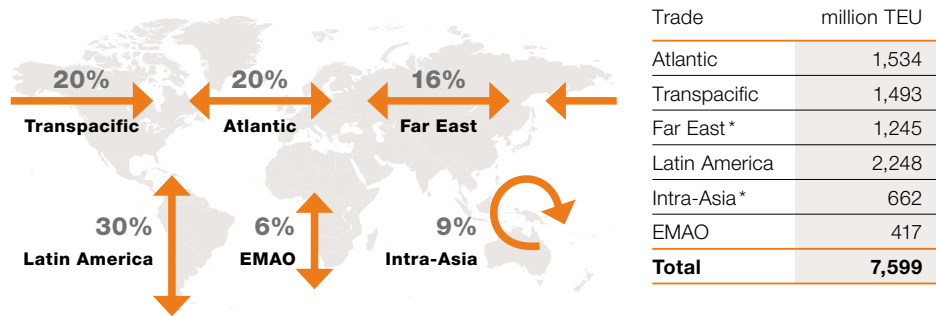 20% 20% 16%
Transpacific Atlantic Far East
30% 6% 9%
Latin America EMAO Intra-Asia
Trade million TEU
Atlantic 1,534
Transpacific 1,493
Far East* 1,245
Latin America 2,248
Intra-Asia* 662
EMAO 417
Total 7,599